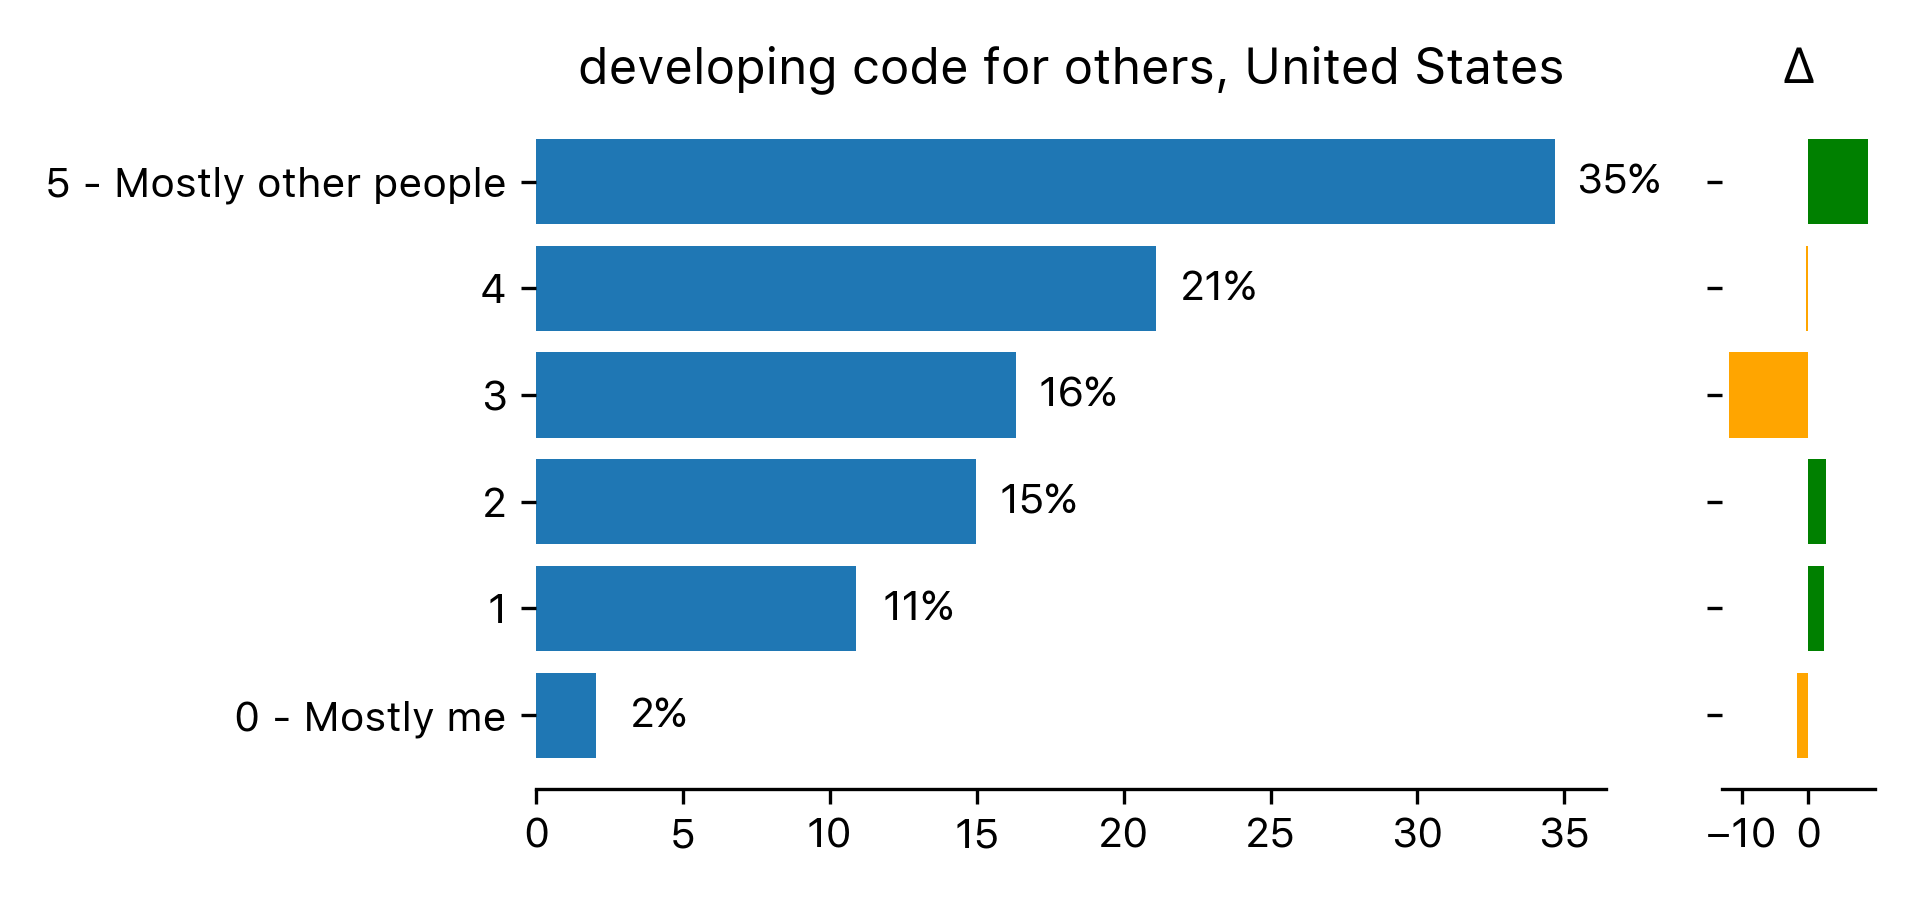 developing code for others, United States
Δ
5 - Mostly other people
35%
4
21%
3
16%
2
15%
1
11%
0 - Mostly me
2%
0 5 10 15 20 25 30 35
−10 0